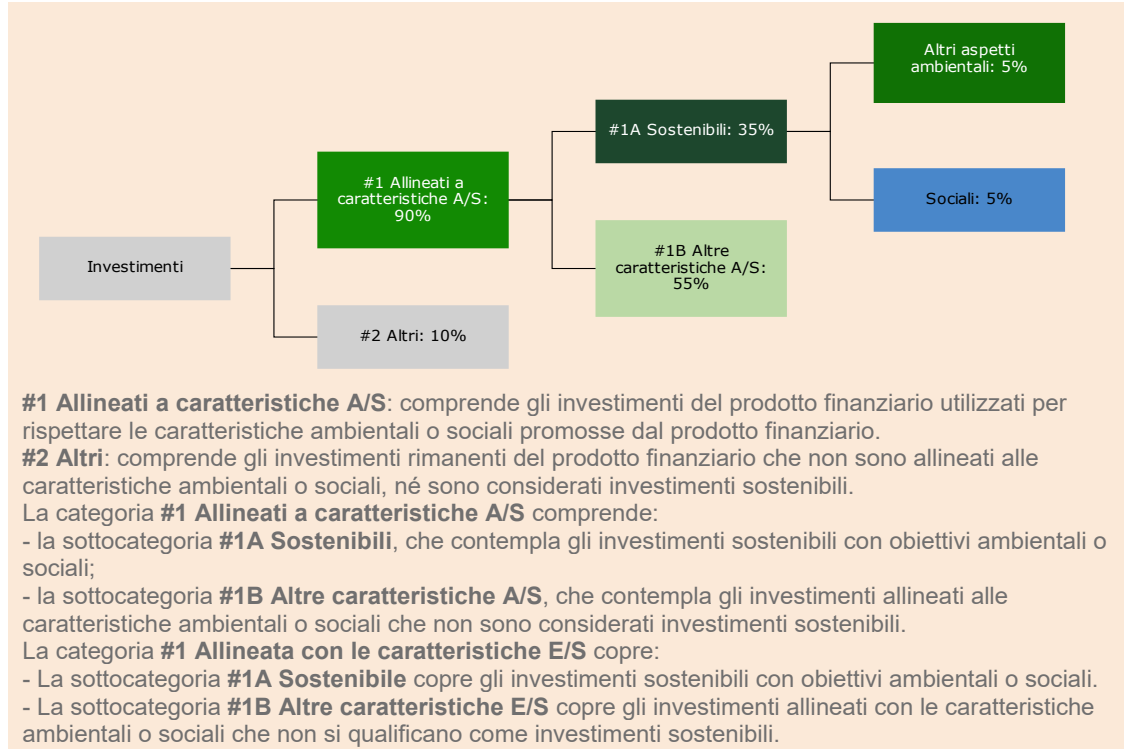 Altri aspetti
ambientali: 5%
#1A Sostenibili: 35%
#1 Allineati a
caratteristiche A/S:
90%
Sociali: 5%
#1B Altre
caratteristiche A/S:
55%
Investimenti
#2 Altri: 10%
#1 Allineati a caratteristiche A/S: comprende gli investimenti del prodotto finanziario utilizzati per
rispettare le caratteristiche ambientali o sociali promosse dal prodotto finanziario.
#2 Altri: comprende gli investimenti rimanenti del prodotto finanziario che non sono allineati alle
caratteristiche ambientali o sociali, né sono considerati investimenti sostenibili.
La categoria #1 Allineati a caratteristiche A/S comprende:
- la sottocategoria #1A Sostenibili, che contempla gli investimenti sostenibili con obiettivi ambientali o
sociali;
- la sottocategoria #1B Altre caratteristiche A/S, che contempla gli investimenti allineati alle
caratteristiche ambientali o sociali che non sono considerati investimenti sostenibili.
La categoria #1 Allineata con le caratteristiche E/S copre:
- La sottocategoria #1A Sostenibile copre gli investimenti sostenibili con obiettivi ambientali o sociali.
- La sottocategoria #1B Altre caratteristiche E/S copre gli investimenti allineati con le caratteristiche
ambientali o sociali che non si qualificano come investimenti sostenibili.